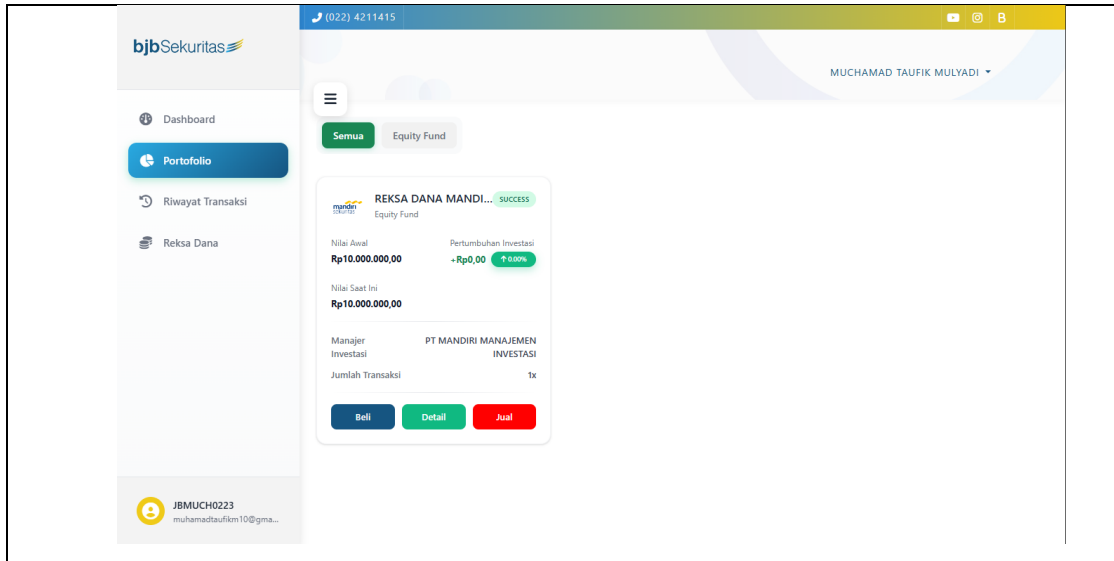 (022) 4211415
B
bjbSekuritas
MUCHAMAD TAUFIK MULYADI
Dashboard
Portofolio
Riwayat Transaksi
Reksa Dana
Semua
Equity Fund
mandiri
sekuritas
REKSA DANA MANDI...
SUCCESS
Equity Fund
Nilai Awal
Pertumbuhan Investasi
Rp10.000.000,00
+Rp0,00
↑0.00%
Nilai Saat Ini
Rp10.000.000,00
Manajer
Investasi
PT MANDIRI MANAJEMEN
INVESTASI
Jumlah Transaksi
1x
Beli
Detail
Jual
JBMUCH0223
muhamadtaufikm10@gma...